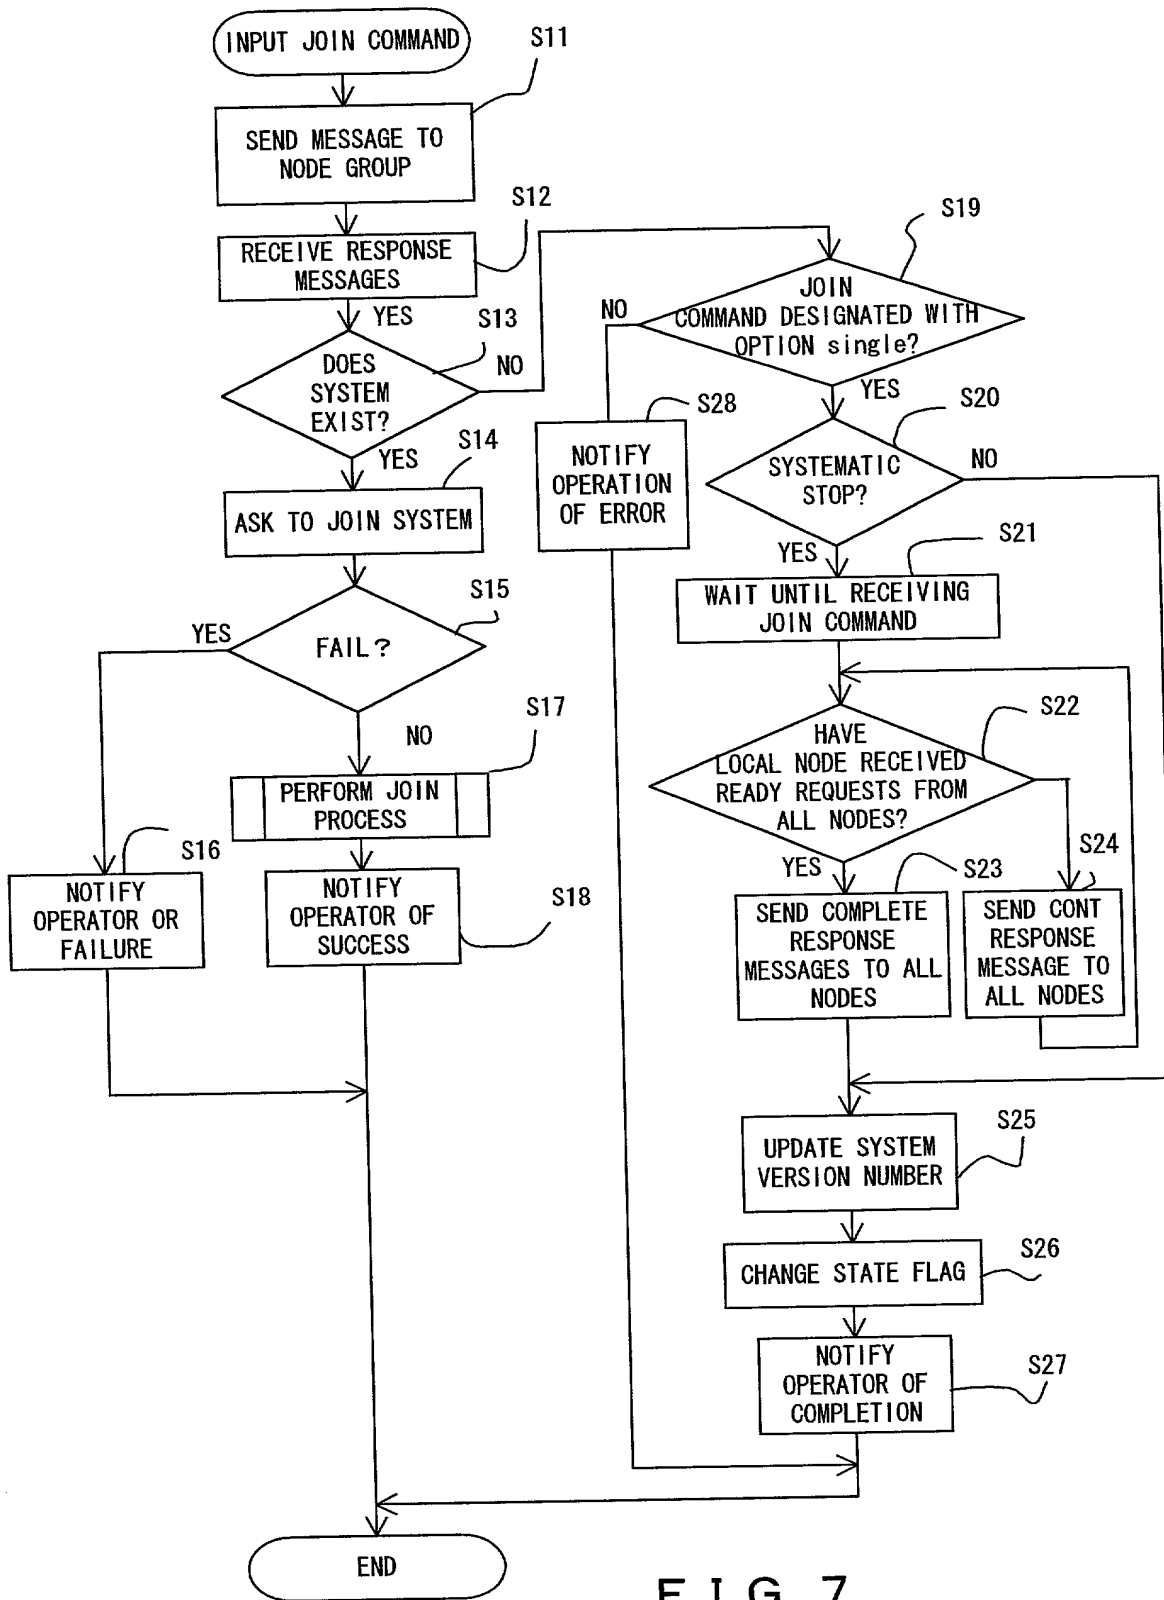 INPUT JOIN COMMAND
S11
SEND MESSAGE TO
NODE GROUP
S12
RECEIVE RESPONSE
MESSAGES
YES
S13
DOES
SYSTEM
EXIST?
NO
YES
S14
ASK TO JOIN SYSTEM
S15
YES
FAIL?
NO
S17
PERFORM JOIN
PROCESS
S16
NOTIFY
OPERATOR OR
FAILURE
NOTIFY
OPERATOR OF
SUCCESS
S18
S19
JOIN
COMMAND DESIGNATED WITH
OPTION single?
NO
YES
S28
NOTIFY
OPERATION
OF ERROR
S20
SYSTEMATIC
STOP?
NO
YES
S21
WAIT UNTIL RECEIVING
JOIN COMMAND
S22
HAVE
LOCAL NODE RECEIVED
READY REQUESTS FROM
ALL NODES?
YES
S23
SEND COMPLETE
RESPONSE
MESSAGES TO ALL
NODES
S24
SEND CONT
RESPONSE
MESSAGE TO
ALL NODES
S25
UPDATE SYSTEM
VERSION NUMBER
S26
CHANGE STATE FLAG
S27
NOTIFY
OPERATOR OF
COMPLETION
END
FIG. 7